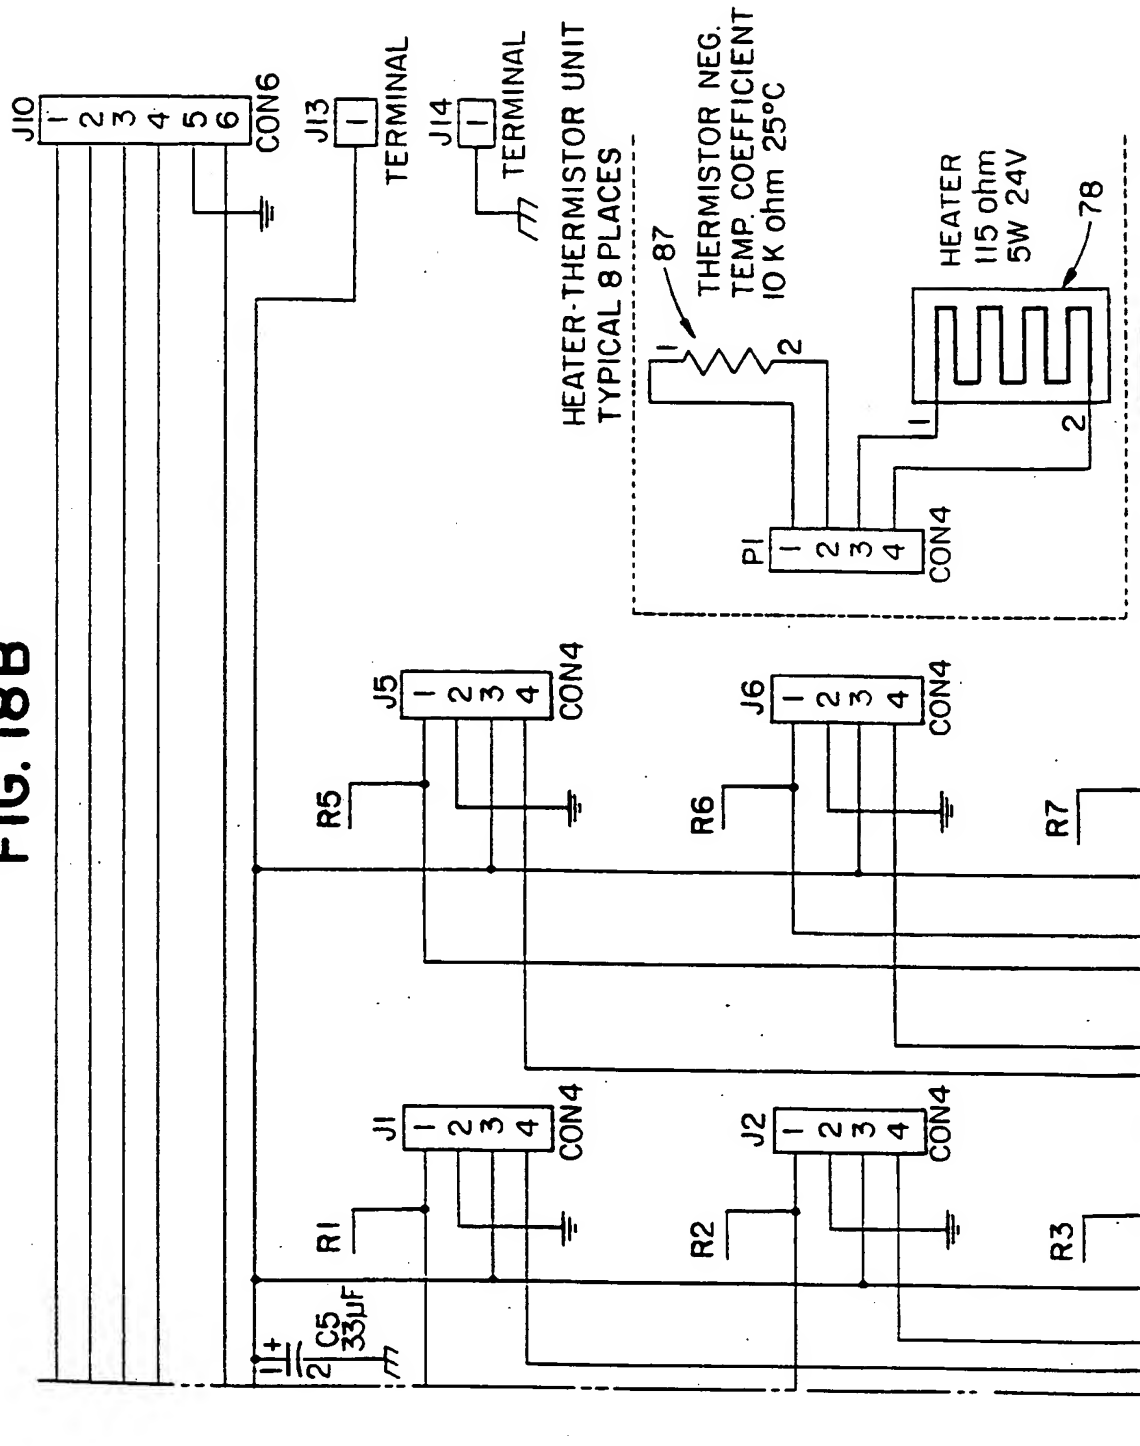 FIG. 18B
J10
1
2
3
4
5
6
CON6
J13
1
TERMINAL
J14
1
TERMINAL
HEATER-THERMISTOR UNIT
TYPICAL 8 PLACES
87
THERMISTOR NEG.
TEMP. COEFFICIENT
10 K ohm 25°C
1
2
HEATER
115 ohm
5W 24V
78
1
2
P1
1
2
3
4
CON4
J5
1
2
3
4
CON4
R5
J6
1
2
3
4
CON4
R6
R7
J1
1
2
3
4
CON4
R1
J2
1
2
3
4
CON4
R2
R3
1 +
2
C5
33µF